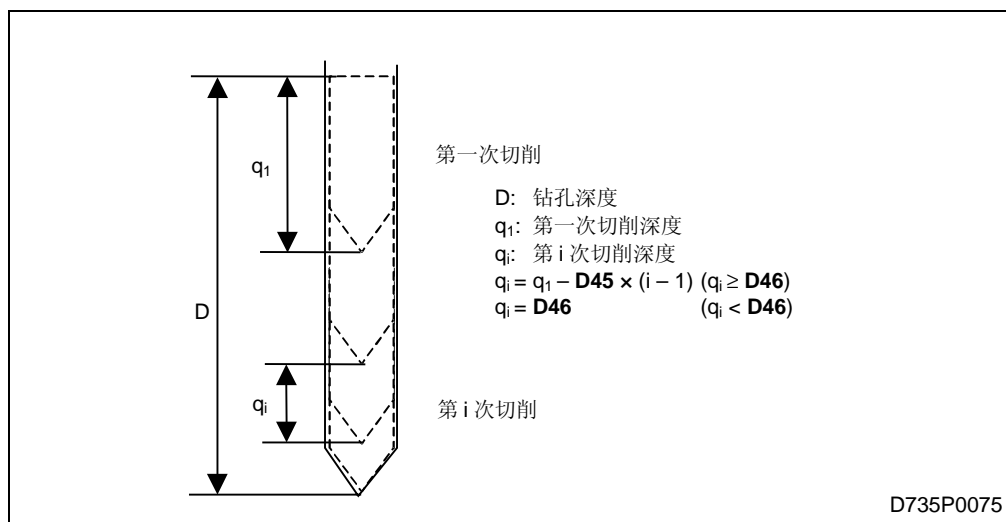 第一次切削
q₁
D: 钻孔深度
q₁: 第一次切削深度
qᵢ: 第 i 次切削深度
qᵢ = q₁ – D45 × (i – 1) (qᵢ ≥ D46)
qᵢ = D46 (qᵢ < D46)
D
qᵢ
第 i 次切削
D735P0075